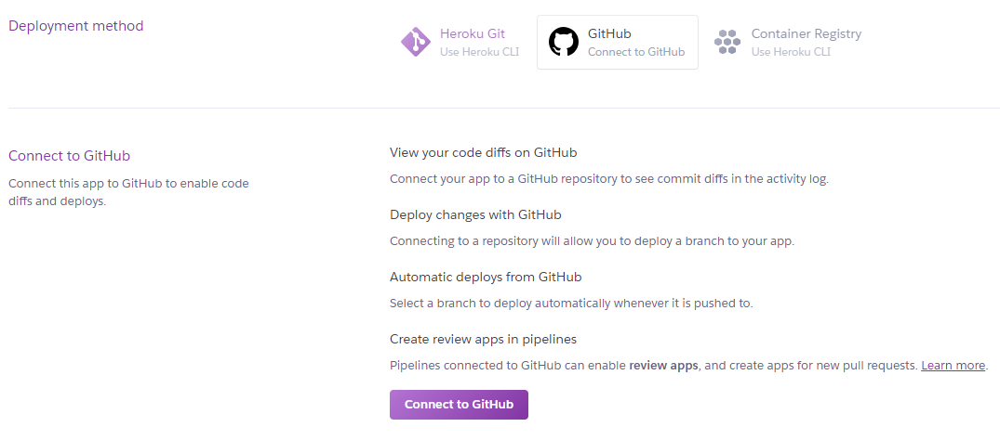 Deployment method
Heroku Git
Use Heroku CLI
GitHub
Connect to GitHub
Container Registry
Use Heroku CLI
Connect to GitHub
Connect this app to GitHub to enable code
diffs and deploys.
View your code diffs on GitHub
Connect your app to a GitHub repository to see commit diffs in the activity log.
Deploy changes with GitHub
Connecting to a repository will allow you to deploy a branch to your app.
Automatic deploys from GitHub
Select a branch to deploy automatically whenever it is pushed to.
Create review apps in pipelines
Pipelines connected to GitHub can enable review apps, and create apps for new pull requests. Learn more.
Connect to GitHub